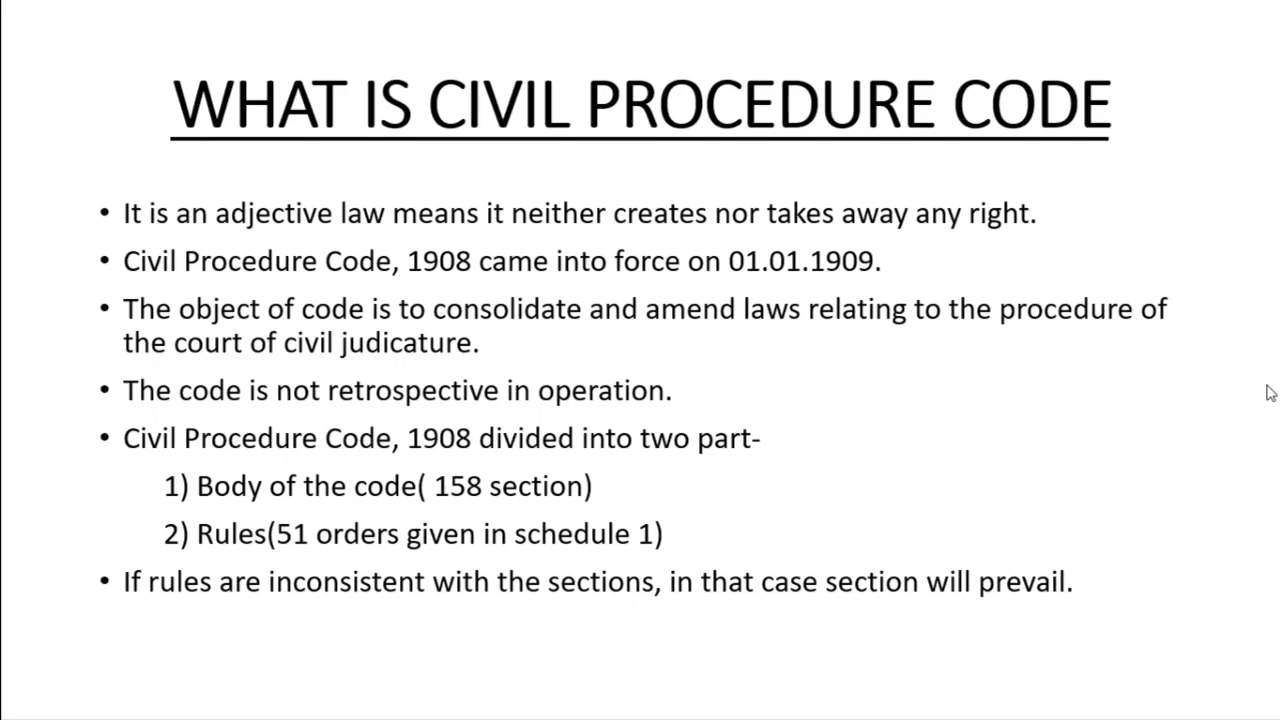 WHAT IS CIVIL PROCEDURE CODE
• It is an adjective law means it neither creates nor takes away any right.
• Civil Procedure Code, 1908 came into force on 01.01.1909.
• The object of code is to consolidate and amend laws relating to the procedure of
the court of civil judicature.
• The code is not retrospective in operation.
• Civil Procedure Code, 1908 divided into two part-
1) Body of the code( 158 section)
2) Rules(51 orders given in schedule 1)
• If rules are inconsistent with the sections, in that case section will prevail.